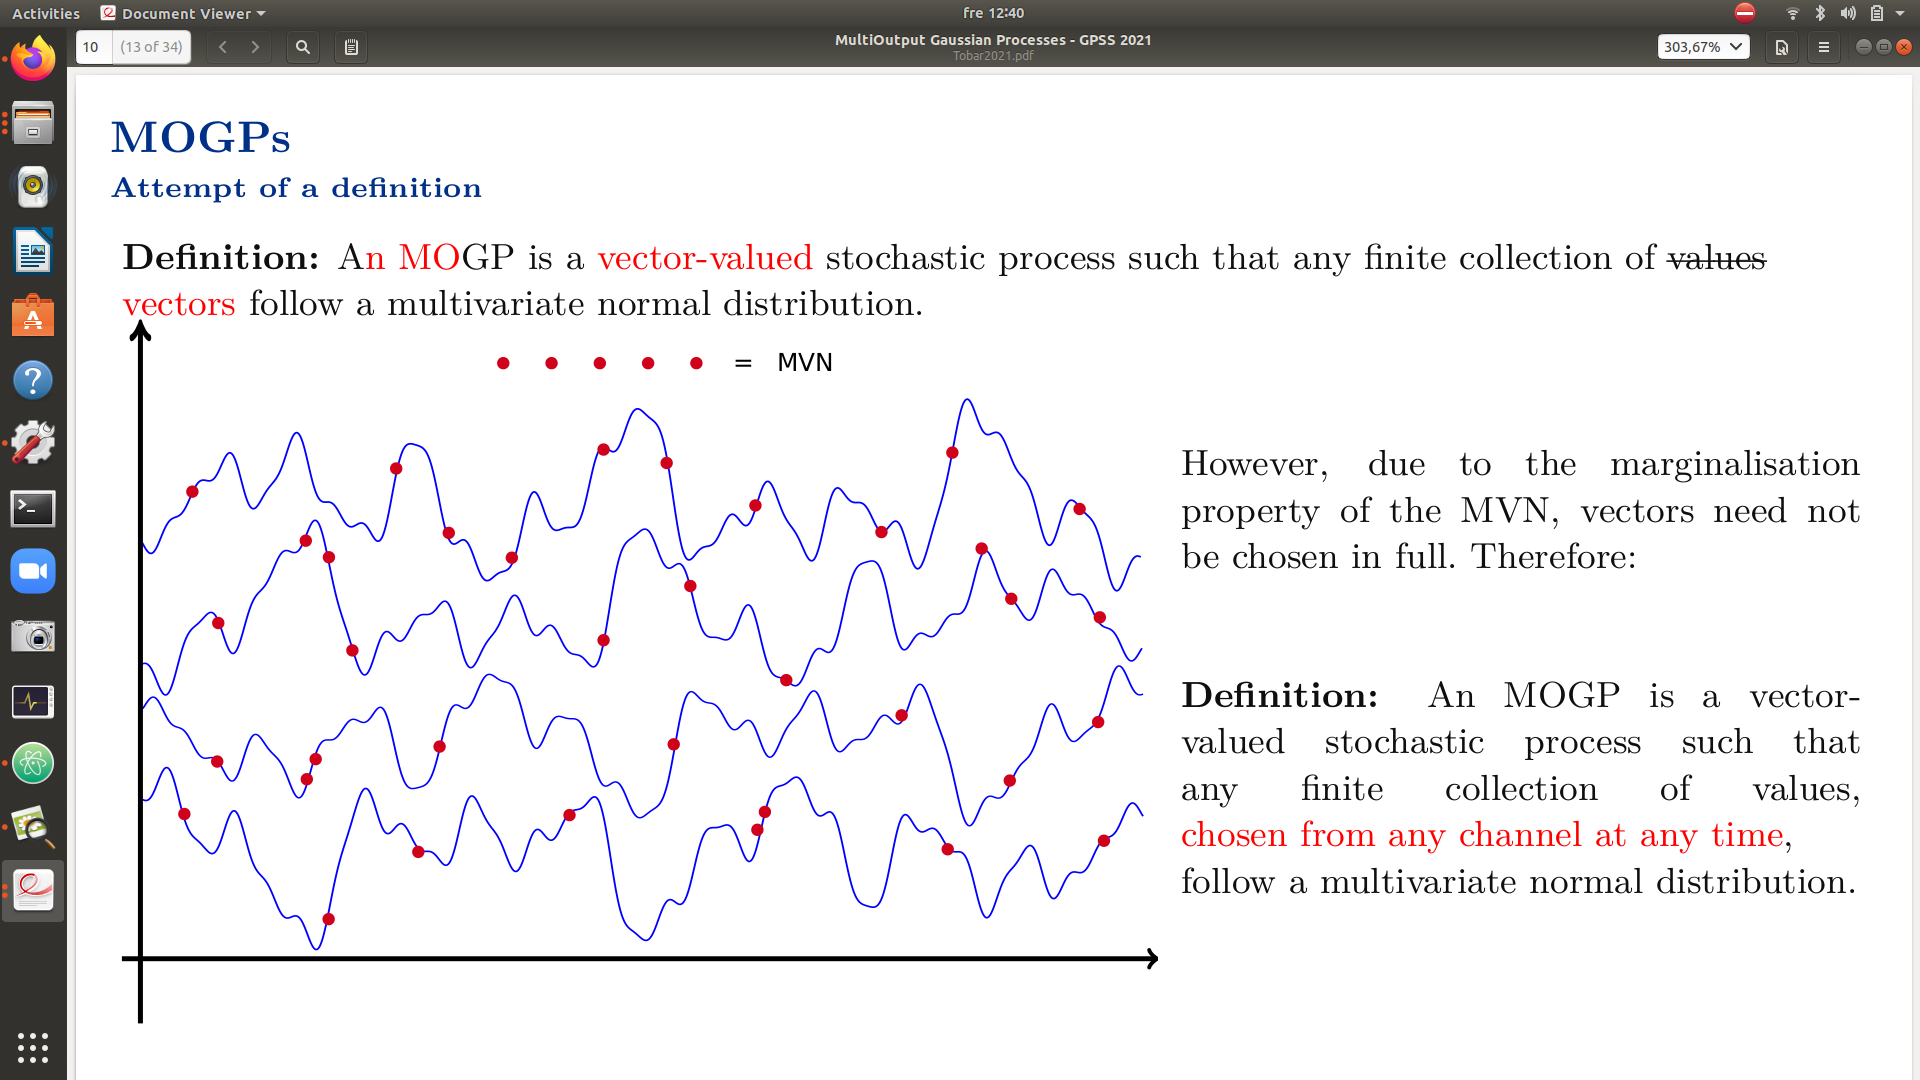 Activities
Document Viewer
fre 12:40
10
(13 of 34)
MultiOutput Gaussian Processes - GPSS 2021
Tobar2021.pdf
303,67%
MOGPs
Attempt of a definition
Definition: An MOGP is a vector-valued stochastic process such that any finite collection of values
vectors follow a multivariate normal distribution.
= MVN
However, due to the marginalisation
property of the MVN, vectors need not
be chosen in full. Therefore:
Definition: An MOGP is a vector-
valued stochastic process such that
any finite collection of values,
chosen from any channel at any time,
follow a multivariate normal distribution.